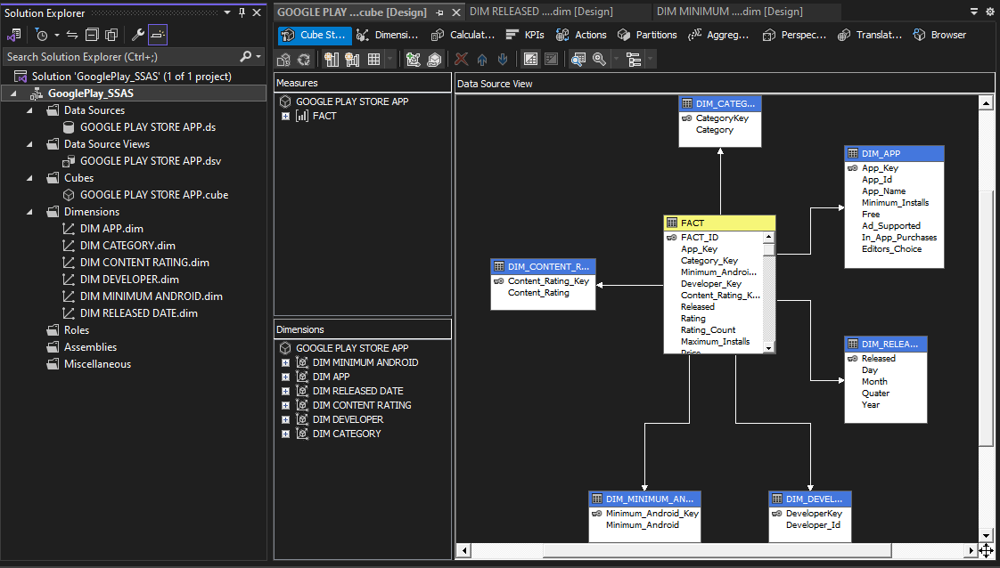 Solution Explorer
Search Solution Explorer (Ctrl+;)
Solution 'GooglePlay_SSAS' (1 of 1 project)
GooglePlay_SSAS
Data Sources
GOOGLE PLAY STORE APP.ds
Data Source Views
GOOGLE PLAY STORE APP.dsv
Cubes
GOOGLE PLAY STORE APP.cube
Dimensions
DIM APP.dim
DIM CATEGORY.dim
DIM CONTENT RATING.dim
DIM DEVELOPER.dim
DIM MINIMUM ANDROID.dim
DIM RELEASED DATE.dim
Roles
Assemblies
Miscellaneous
GOOGLE PLAY ...cube [Design]
DIM RELEASED ....dim [Design]
DIM MINIMUM ....dim [Design]
Cube St...
Dimensi...
Calculat...
KPIs
Actions
Partitions
Aggreg...
Perspec...
Translat...
Browser
Measures
GOOGLE PLAY STORE APP
FACT
Dimensions
GOOGLE PLAY STORE APP
DIM MINIMUM ANDROID
DIM APP
DIM RELEASED DATE
DIM CONTENT RATING
DIM DEVELOPER
DIM CATEGORY
Data Source View
DIM_CATEG...
CategoryKey
Category
DIM_APP
App_Key
App_Id
App_Name
Minimum_Installs
Free
Ad_Supported
In_App_Purchases
Editors_Choice
FACT
FACT_ID
App_Key
Category_Key
Minimum_Androi...
Developer_Key
Content_Rating_K...
Released
Rating
Rating_Count
Maximum_Installs
Price
DIM_CONTENT_R...
Content_Rating_Key
Content_Rating
DIM_RELEA...
Released
Day
Month
Quater
Year
DIM_MINIMUM_AN...
Minimum_Android_Key
Minimum_Android
DIM_DEVEL...
DeveloperKey
Developer_Id